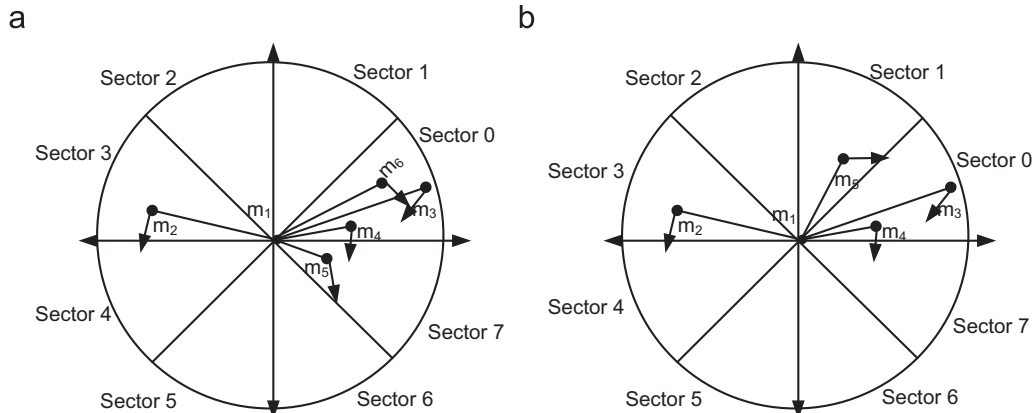 a
Sector 2
Sector 1
Sector 3
Sector 0
m₁
m₆
m₂
m₃
m₄
m₅
Sector 4
Sector 7
Sector 5
Sector 6
b
Sector 2
Sector 1
Sector 3
Sector 0
m₅
m₁
m₂
m₃
m₄
Sector 4
Sector 7
Sector 5
Sector 6